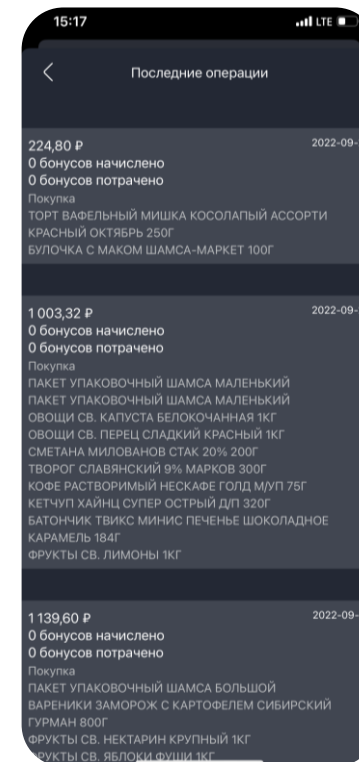 15:17
LTE
Последние операции
224,80 ₽
2022-09-
0 бонусов начислено
0 бонусов потрачено
Покупка
ТОРТ ВАФЕЛЬНЫЙ МИШКА КОСОЛАПЫЙ АССОРТИ
КРАСНЫЙ ОКТЯБРЬ 250Г
БУЛОЧКА С МАКОМ ШАМСА-МАРКЕТ 100Г
1 003,32 ₽
2022-09-
0 бонусов начислено
0 бонусов потрачено
Покупка
ПАКЕТ УПАКОВОЧНЫЙ ШАМСА МАЛЕНЬКИЙ
ПАКЕТ УПАКОВОЧНЫЙ ШАМСА МАЛЕНЬКИЙ
ОВОЩИ СВ. КАПУСТА БЕЛОКОЧАННАЯ 1КГ
ОВОЩИ СВ. ПЕРЕЦ СЛАДКИЙ КРАСНЫЙ 1КГ
СМЕТАНА МИЛОВАНОВ СТАК 20% 200Г
ТВОРОГ СЛАВЯНСКИЙ 9% МАРКОВ 300Г
КОФЕ РАСТВОРИМЫЙ НЕСКАФЕ ГОЛД М/УП 75Г
КЕТЧУП ХАЙНЦ СУПЕР ОСТРЫЙ Д/П 320Г
БАТОНЧИК ТВИКС МИНИС ПЕЧЕНЬЕ ШОКОЛАДНОЕ
КАРАМЕЛЬ 184Г
ФРУКТЫ СВ. ЛИМОНЫ 1КГ
1 139,60 ₽
2022-09-
0 бонусов начислено
0 бонусов потрачено
Покупка
ПАКЕТ УПАКОВОЧНЫЙ ШАМСА БОЛЬШОЙ
ВАРЕНИКИ ЗАМОРОЖ С КАРТОФЕЛЕМ СИБИРСКИЙ
ГУРМАН 800Г
ФРУКТЫ СВ. НЕКТАРИН КРУПНЫЙ 1КГ
ФРУКТЫ СВ. ЯБЛОКИ ФУШИ 1КГ